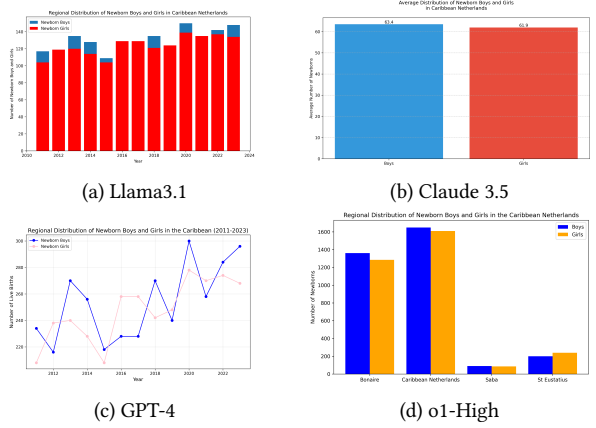 Regional Distribution of Newborn Boys and Girls in Caribbean Netherlands
Newborn Boys
Newborn Girls
Number of Newborn Boys and Girls
140
120
100
80
60
40
20
0
2010 2012 2014 2016 2018 2020 2022 2024
Year
(a) Llama3.1
Average Distribution of Newborn Boys and Girls
in Caribbean Netherlands
63.4
61.9
Average Number of Newborns
60
50
40
30
20
10
0
Boys Girls
(b) Claude 3.5
Regional Distribution of Newborn Boys and Girls in the Caribbean (2011-2023)
Newborn Boys
Newborn Girls
Number of Live Births
300
280
260
240
220
2012 2014 2016 2018 2020 2022
Year
(c) GPT-4
Regional Distribution of Newborn Boys and Girls in the Caribbean Netherlands
Boys
Girls
Number of Newborns
1600
1400
1200
1000
800
600
400
200
0
Bonaire Caribbean Netherlands Saba St Eustatius
(d) o1-High